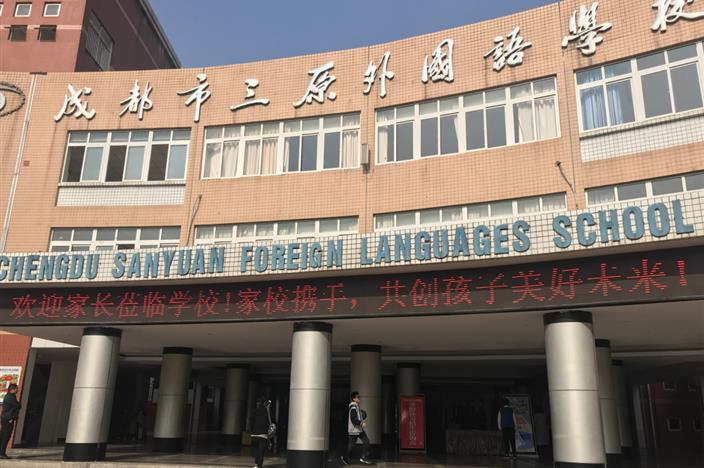 成都市三原外國語學校
CHENGDU SANYUAN FOREIGN LANGUAGES SCHOOL
欢迎家长莅临学校!家校携手，共创孩子美好未来!